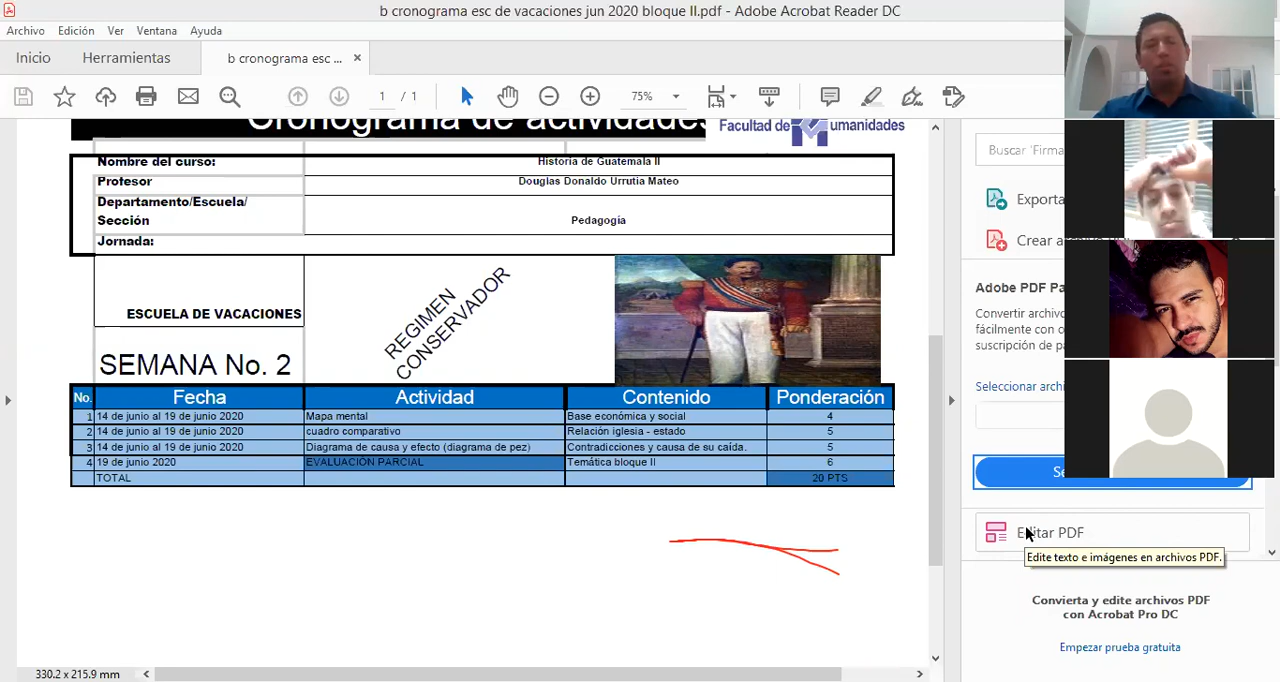 b cronograma esc de vacaciones jun 2020 bloque II.pdf - Adobe Acrobat Reader DC
Archivo Edición Ver Ventana Ayuda
Inicio Herramientas b cronograma esc ... ×
1 / 1 75%
Cronograma de actividades
Facultad de Humanidades
Nombre del curso: Historia de Guatemala II
Profesor Douglas Donaldo Urrutia Mateo
Departamento/Escuela/
Sección Pedagogía
Jornada:
ESCUELA DE VACACIONES
SEMANA No. 2
REGIMEN
CONSERVADOR
No. Fecha Actividad Contenido Ponderación
1 14 de junio al 19 de junio 2020 Mapa mental Base económica y social 4
2 14 de junio al 19 de junio 2020 cuadro comparativo Relación iglesia - estado 5
3 14 de junio al 19 de junio 2020 Diagrama de causa y efecto (diagrama de pez) Contradicciones y causa de su caída. 5
4 19 de junio 2020 EVALUACIÓN PARCIAL Temática bloque II 6
TOTAL 20 PTS
330.2 x 215.9 mm
Buscar 'Firma
Exporta
Crear
Adobe PDF Pa
Convertir archivo
fácilmente con o
suscripción de pa
Seleccionar archi
Se
Editar PDF
Edite texto e imágenes en archivos PDF.
Convierta y edite archivos PDF
con Acrobat Pro DC
Empezar prueba gratuita